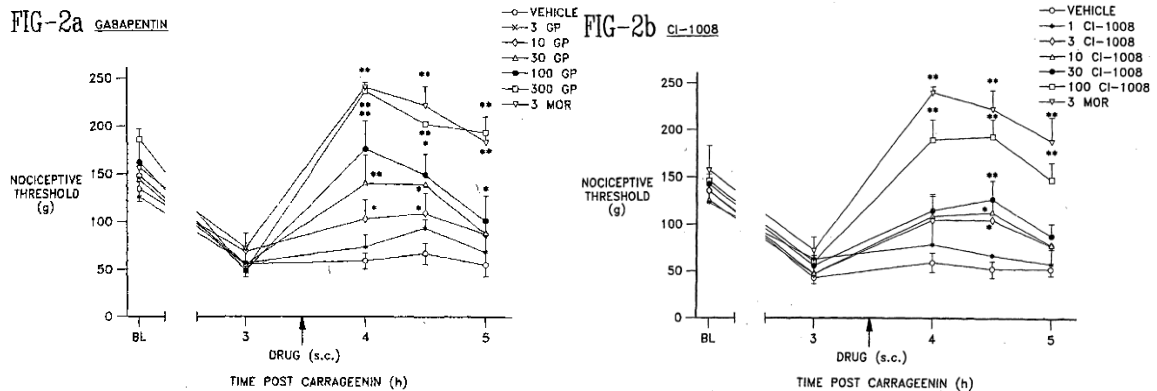 FIG-2a GABAPENTIN
VEHICLE
3 GP
10 GP
30 GP
100 GP
300 GP
3 MOR
250
200
150
100
50
0
NOCICEPTIVE
THRESHOLD
(g)
**
**
**
**
**
*
**
*
**
**
*
*
*
BL
3
4
5
DRUG (s.c.)
TIME POST CARRAGEENIN (h)
FIG-2b CI-1008
VEHICLE
1 CI-1008
3 CI-1008
10 CI-1008
30 CI-1008
100 CI-1008
3 MOR
250
200
150
100
50
0
NOCICEPTIVE
THRESHOLD
(g)
**
**
**
**
**
**
**
*
*
BL
3
4
5
DRUG (s.c.)
TIME POST CARRAGEENIN (h)